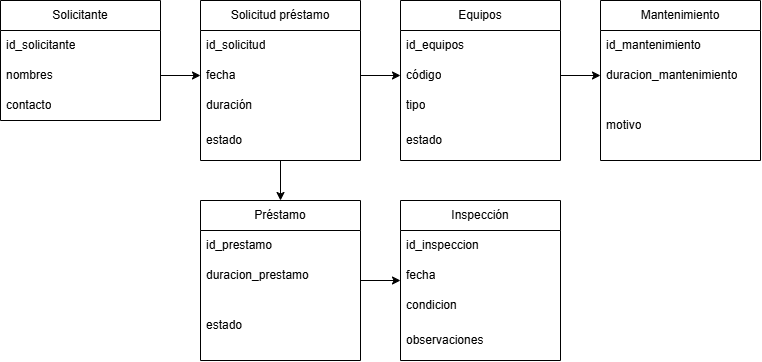 Solicitante
id_solicitante
nombres
contacto
Solicitud préstamo
id_solicitud
fecha
duración
estado
Equipos
id_equipos
código
tipo
estado
Mantenimiento
id_mantenimiento
duracion_mantenimiento
motivo
Préstamo
id_prestamo
duracion_prestamo
estado
Inspección
id_inspeccion
fecha
condicion
observaciones